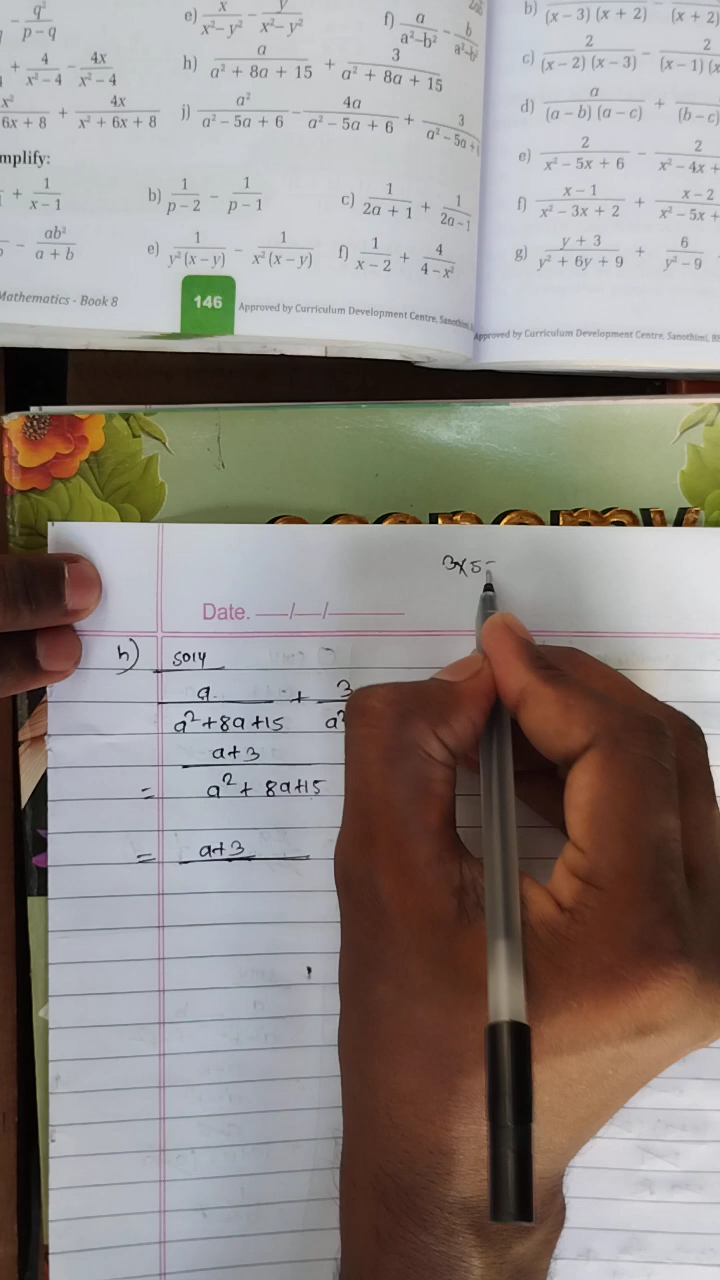 q²/(p – q)
e) x/(x² – y²) – y/(x² – y²)
f) a/(a² – b²) – b/(a² – b²)
+ 4/(x² – 4) – 4x/(x² – 4)
h) a/(a² + 8a + 15) + 3/(a² + 8a + 15)
x²/6x + 8 + 4x/(x² + 6x + 8)
j) a²/(a² – 5a + 6) – 4a/(a² – 5a + 6) + 3/(a² – 5a +
mplify:
+ 1/(x – 1)
b) 1/(p – 2) – 1/(p – 1)
c) 1/(2a + 1) + 1/(2a – 1
– ab²/(a + b)
e) 1/y²(x – y) – 1/x²(x – y)
f) 1/(x – 2) + 4/(4 – x²)
Mathematics - Book 8
146
Approved by Curriculum Development Centre, Sanothimi,
b) (x – 3) (x + 2) – (x + 2)
c) 2/(x – 2) (x – 3) – 2/(x – 1) (x
d) a/(a – b) (a – c) + (b – c)
e) 2/(x² – 5x + 6) – 2/(x² – 4x +
f) (x – 1)/(x² – 3x + 2) + (x – 2)/(x² – 5x +
g) (y + 3)/(y² + 6y + 9) + 6/(y² – 9)
Approved by Curriculum Development Centre, Sanothimi,
3×5
Date. —/—/———
h) Soln
a/(a²+8a+15) + 3/a²
= (a+3)/(a²+8a+15)
= a+3